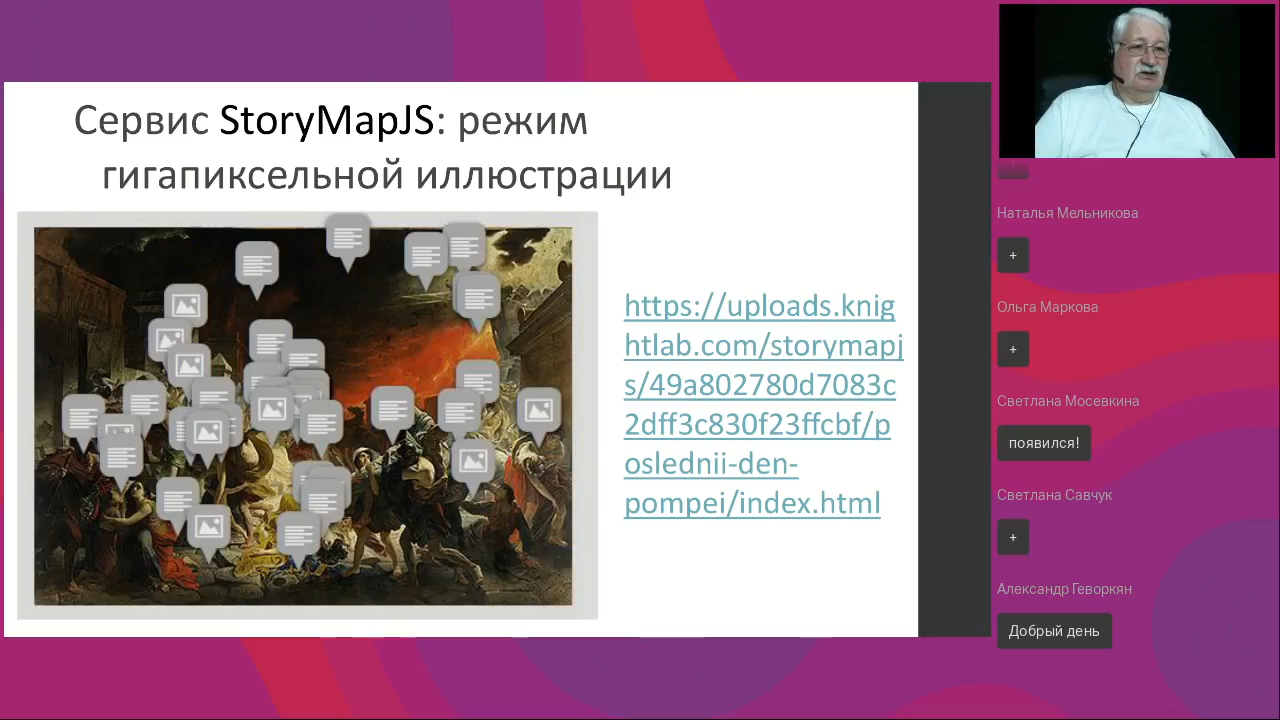 Сервис StoryMapJS: режим
гигапиксельной иллюстрации
https://uploads.knig
htlab.com/storymapj
s/49a802780d7083c
2dff3c830f23ffcbf/p
oslednii-den-
pompei/index.html
Наталья Мельникова
+
Ольга Маркова
+
Светлана Мосевкина
появился!
Светлана Савчук
+
Александр Геворкян
Добрый день